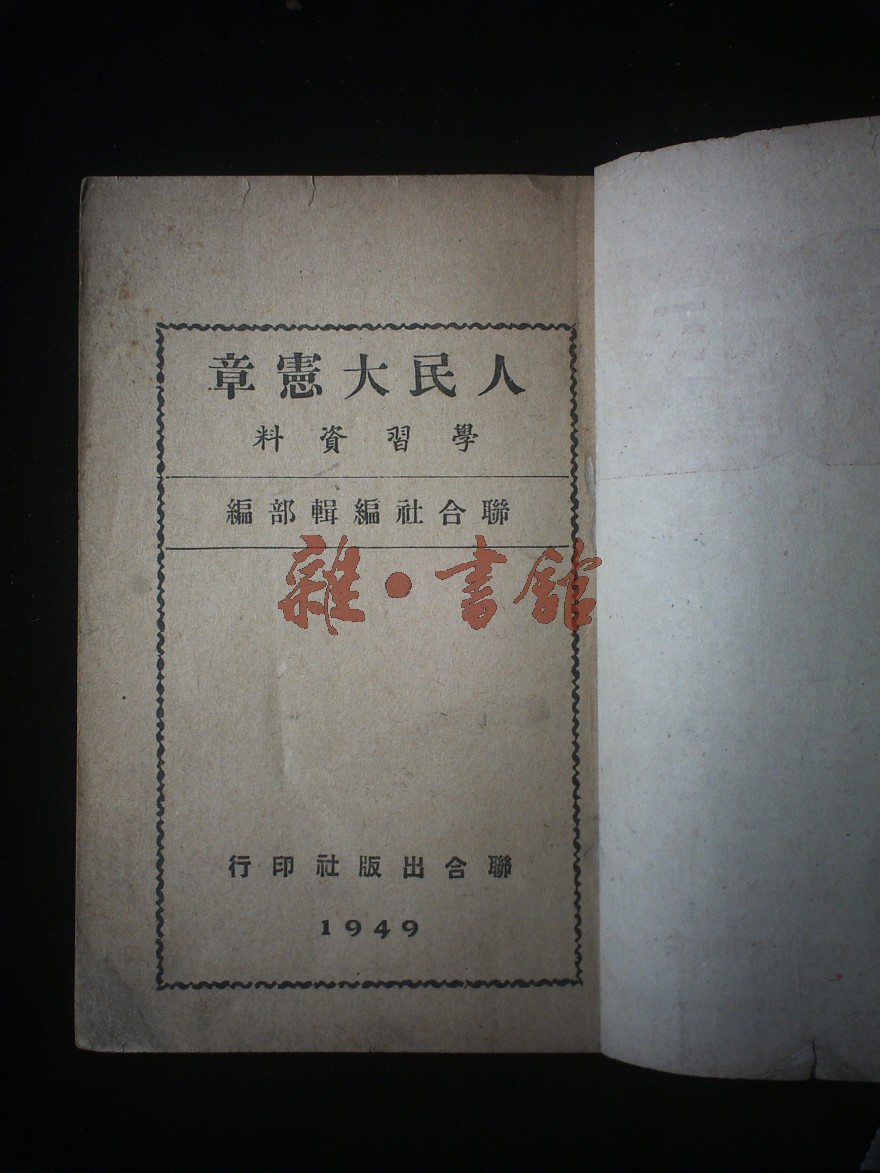 人民大憲章
學習資料
聯合社編輯部編
雜·書館
聯合出版社印行
1949